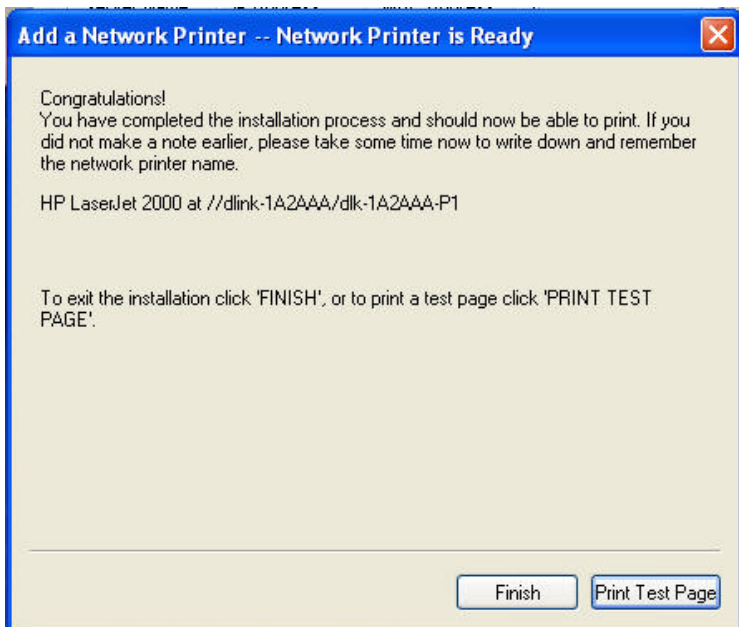 Add a Network Printer -- Network Printer is Ready
Congratulations!
You have completed the installation process and should now be able to print. If you
did not make a note earlier, please take some time now to write down and remember
the network printer name.
HP LaserJet 2000 at //dlink-1A2AAA/dlk-1A2AAA-P1
To exit the installation click 'FINISH', or to print a test page click 'PRINT TEST
PAGE'.
Finish
Print Test Page